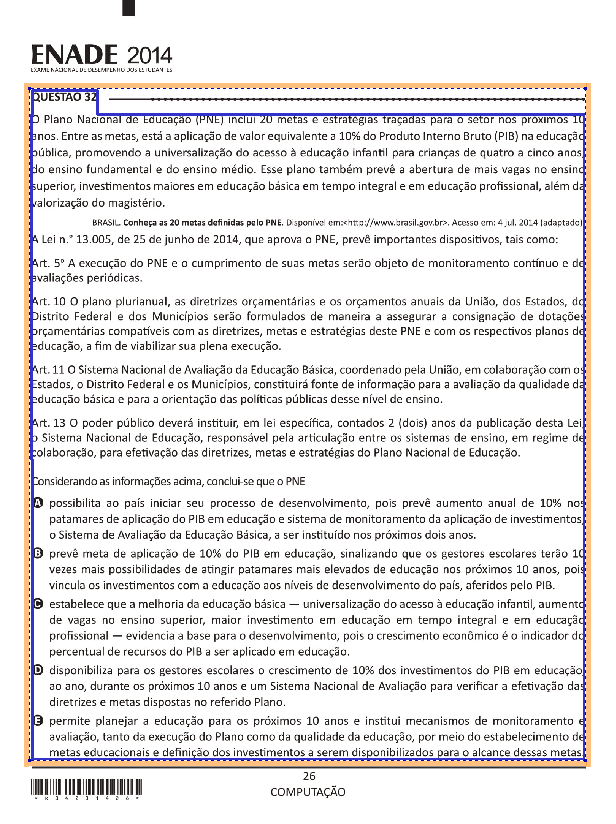 ENADE 2014
EXAME NACIONAL DE DESEMPENHO DOS ESTUDANTES
QUESTÃO 32
O Plano Nacional de Educação (PNE) inclui 20 metas e estratégias traçadas para o setor nos próximos 10
anos. Entre as metas, está a aplicação de valor equivalente a 10% do Produto Interno Bruto (PIB) na educação
pública, promovendo a universalização do acesso à educação infantil para crianças de quatro a cinco anos,
do ensino fundamental e do ensino médio. Esse plano também prevê a abertura de mais vagas no ensino
superior, investimentos maiores em educação básica em tempo integral e em educação profissional, além da
valorização do magistério.
BRASIL. Conheça as 20 metas definidas pelo PNE. Disponível em:<http://www.brasil.gov.br>. Acesso em: 4 jul. 2014 (adaptado)
A Lei n.° 13.005, de 25 de junho de 2014, que aprova o PNE, prevê importantes dispositivos, tais como:
Art. 5° A execução do PNE e o cumprimento de suas metas serão objeto de monitoramento contínuo e de
avaliações periódicas.
Art. 10 O plano plurianual, as diretrizes orçamentárias e os orçamentos anuais da União, dos Estados, do
Distrito Federal e dos Municípios serão formulados de maneira a assegurar a consignação de dotações
orçamentárias compatíveis com as diretrizes, metas e estratégias deste PNE e com os respectivos planos de
educação, a fim de viabilizar sua plena execução.
Art. 11 O Sistema Nacional de Avaliação da Educação Básica, coordenado pela União, em colaboração com os
Estados, o Distrito Federal e os Municípios, constituirá fonte de informação para a avaliação da qualidade da
educação básica e para a orientação das políticas públicas desse nível de ensino.
Art. 13 O poder público deverá instituir, em lei específica, contados 2 (dois) anos da publicação desta Lei,
o Sistema Nacional de Educação, responsável pela articulação entre os sistemas de ensino, em regime de
colaboração, para efetivação das diretrizes, metas e estratégias do Plano Nacional de Educação.
Considerando as informações acima, conclui-se que o PNE
A possibilita ao país iniciar seu processo de desenvolvimento, pois prevê aumento anual de 10% nos
patamares de aplicação do PIB em educação e sistema de monitoramento da aplicação de investimentos,
o Sistema de Avaliação da Educação Básica, a ser instituído nos próximos dois anos.
B prevê meta de aplicação de 10% do PIB em educação, sinalizando que os gestores escolares terão 10
vezes mais possibilidades de atingir patamares mais elevados de educação nos próximos 10 anos, pois
vincula os investimentos com a educação aos níveis de desenvolvimento do país, aferidos pelo PIB.
C estabelece que a melhoria da educação básica — universalização do acesso à educação infantil, aumento
de vagas no ensino superior, maior investimento em educação em tempo integral e em educação
profissional — evidencia a base para o desenvolvimento, pois o crescimento econômico é o indicador do
percentual de recursos do PIB a ser aplicado em educação.
D disponibiliza para os gestores escolares o crescimento de 10% dos investimentos do PIB em educação,
ao ano, durante os próximos 10 anos e um Sistema Nacional de Avaliação para verificar a efetivação das
diretrizes e metas dispostas no referido Plano.
E permite planejar a educação para os próximos 10 anos e institui mecanismos de monitoramento e
avaliação, tanto da execução do Plano como da qualidade da educação, por meio do estabelecimento de
metas educacionais e definição dos investimentos a serem disponibilizados para o alcance dessas metas.
26
COMPUTAÇÃO